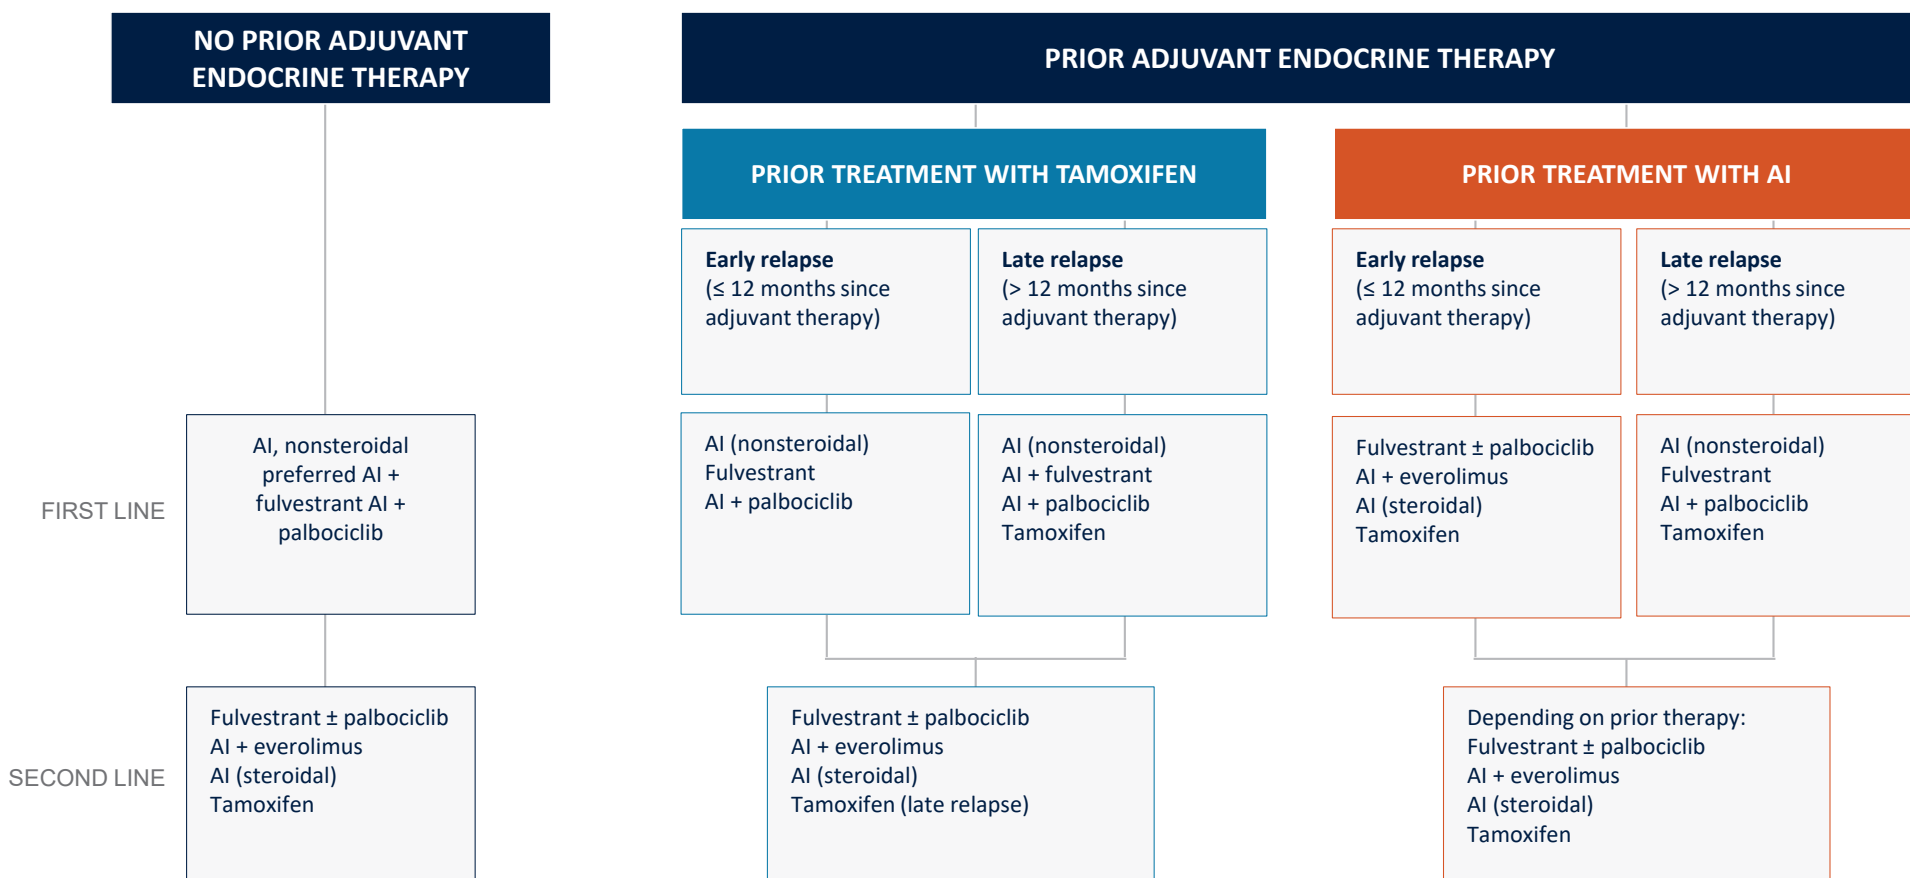 NO PRIOR ADJUVANT
ENDOCRINE THERAPY
PRIOR ADJUVANT ENDOCRINE THERAPY
PRIOR TREATMENT WITH TAMOXIFEN
PRIOR TREATMENT WITH AI
Early relapse
(≤ 12 months since
adjuvant therapy)
Late relapse
(> 12 months since
adjuvant therapy)
Early relapse
(≤ 12 months since
adjuvant therapy)
Late relapse
(> 12 months since
adjuvant therapy)
FIRST LINE
AI, nonsteroidal
preferred AI +
fulvestrant AI +
palbociclib
AI (nonsteroidal)
Fulvestrant
AI + palbociclib
AI (nonsteroidal)
AI + fulvestrant
AI + palbociclib
Tamoxifen
Fulvestrant ± palbociclib
AI + everolimus
AI (steroidal)
Tamoxifen
AI (nonsteroidal)
Fulvestrant
AI + palbociclib
Tamoxifen
SECOND LINE
Fulvestrant ± palbociclib
AI + everolimus
AI (steroidal)
Tamoxifen
Fulvestrant ± palbociclib
AI + everolimus
AI (steroidal)
Tamoxifen (late relapse)
Depending on prior therapy:
Fulvestrant ± palbociclib
AI + everolimus
AI (steroidal)
Tamoxifen